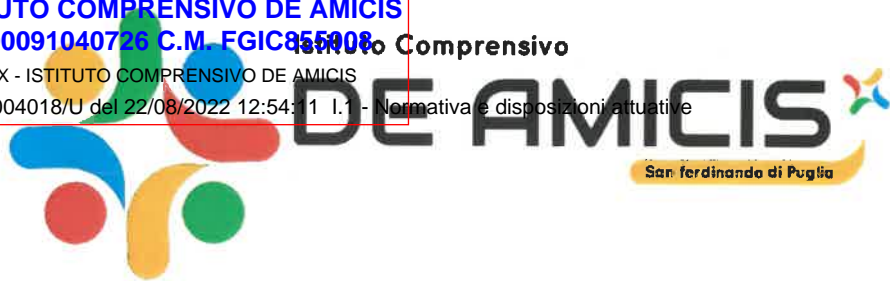 TUTO COMPRENSIVO DE AMICIS
0091040726 C.M. FGIC855008
Istituto Comprensivo
X - ISTITUTO COMPRENSIVO DE AMICIS
004018/U del 22/08/2022 12:54:11 I.1 - Normativa e disposizioni attuative
DE AMICIS
San ferdinando di Puglia